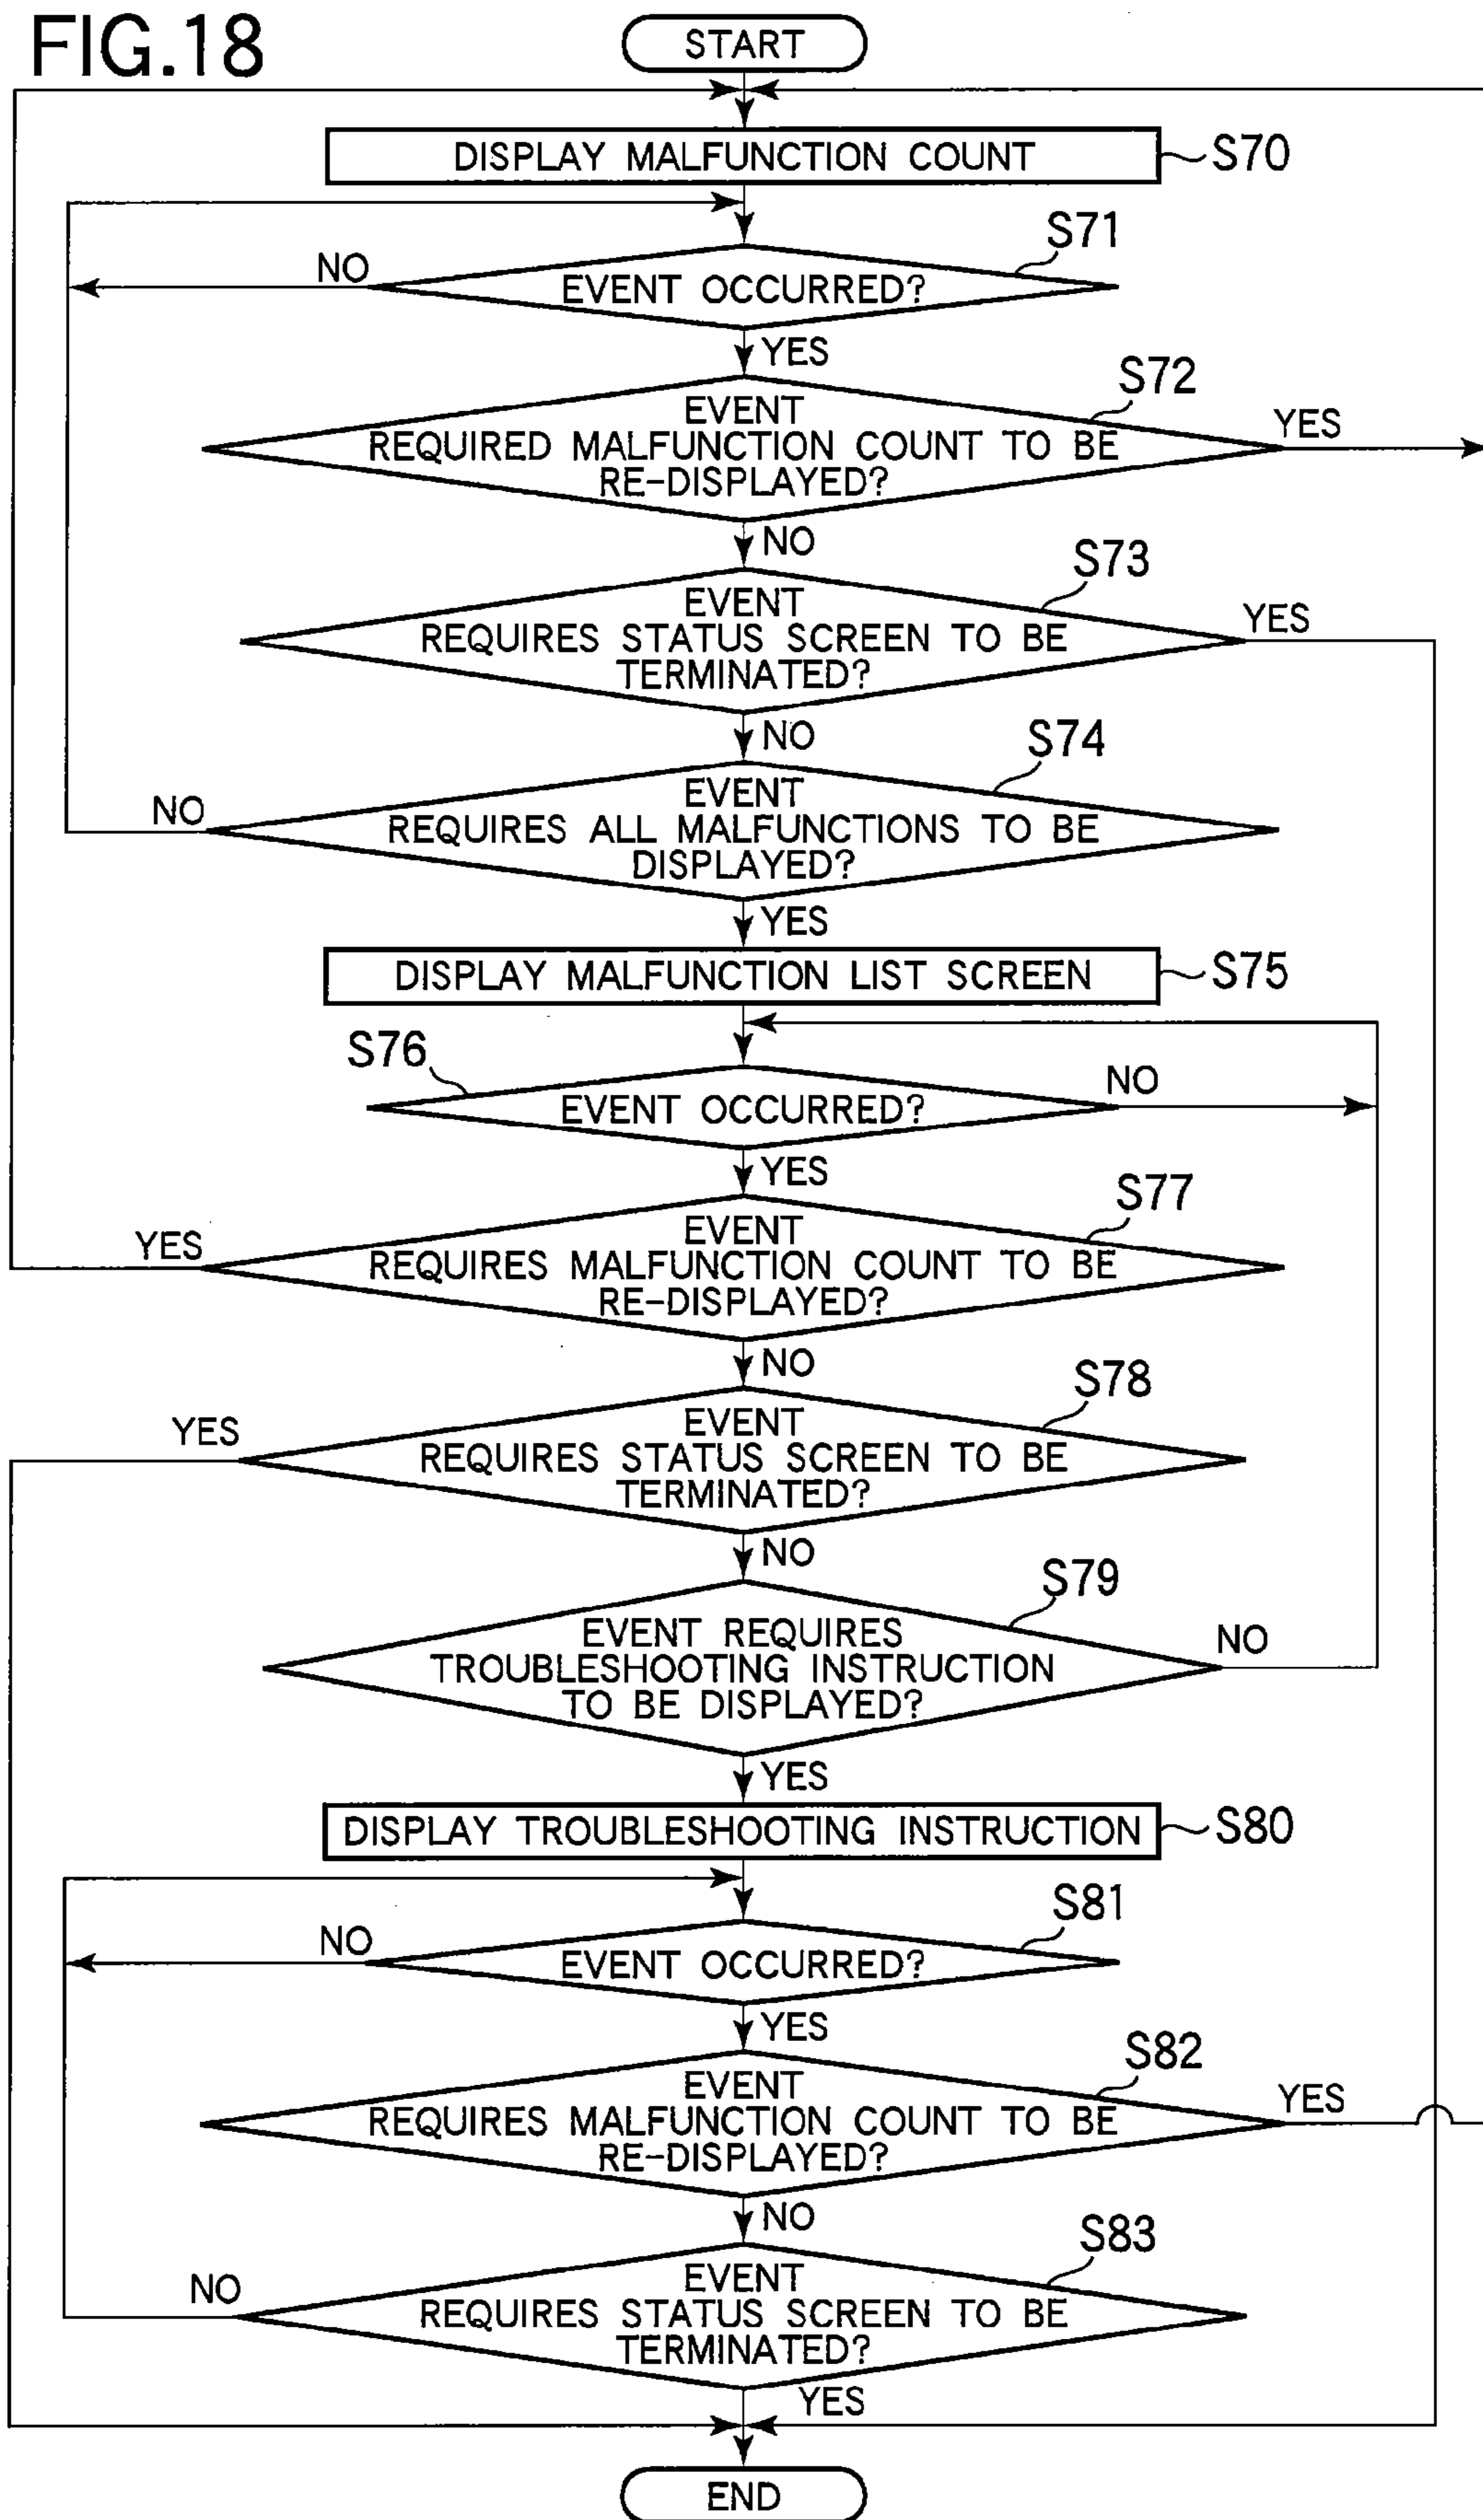 FIG.18
START
DISPLAY MALFUNCTION COUNT
S70
S71
NO
EVENT OCCURRED?
YES
S72
EVENT
REQUIRED MALFUNCTION COUNT TO BE
RE-DISPLAYED?
YES
NO
S73
EVENT
REQUIRES STATUS SCREEN TO BE
TERMINATED?
YES
NO
S74
EVENT
REQUIRES ALL MALFUNCTIONS TO BE
DISPLAYED?
NO
YES
DISPLAY MALFUNCTION LIST SCREEN
S75
S76
EVENT OCCURRED?
NO
YES
S77
EVENT
REQUIRES MALFUNCTION COUNT TO BE
RE-DISPLAYED?
YES
NO
S78
EVENT
REQUIRES STATUS SCREEN TO BE
TERMINATED?
YES
NO
S79
EVENT REQUIRES
TROUBLESHOOTING INSTRUCTION
TO BE DISPLAYED?
NO
YES
DISPLAY TROUBLESHOOTING INSTRUCTION
S80
S81
NO
EVENT OCCURRED?
YES
S82
EVENT
REQUIRES MALFUNCTION COUNT TO BE
RE-DISPLAYED?
YES
NO
S83
EVENT
REQUIRES STATUS SCREEN TO BE
TERMINATED?
NO
YES
END